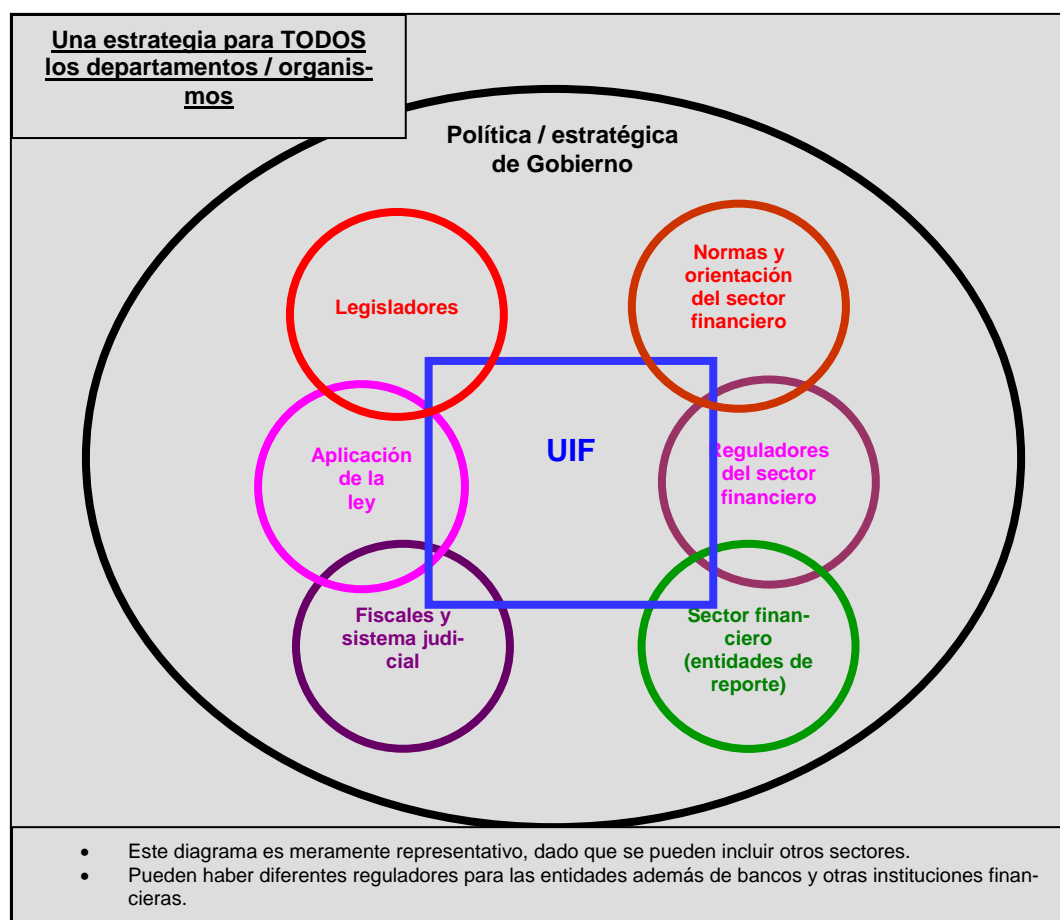 Una estrategia para TODOS
los departamentos / organis-
mos
Política / estratégica
de Gobierno
Legisladores
Normas y
orientación
del sector
financiero
Aplicación
de la
ley
UIF
Reguladores
del sector
financiero
Fiscales y
sistema judi-
cial
Sector finan-
ciero
(entidades de
reporte)
• Este diagrama es meramente representativo, dado que se pueden incluir otros sectores.
• Pueden haber diferentes reguladores para las entidades además de bancos y otras instituciones finan-
cieras.